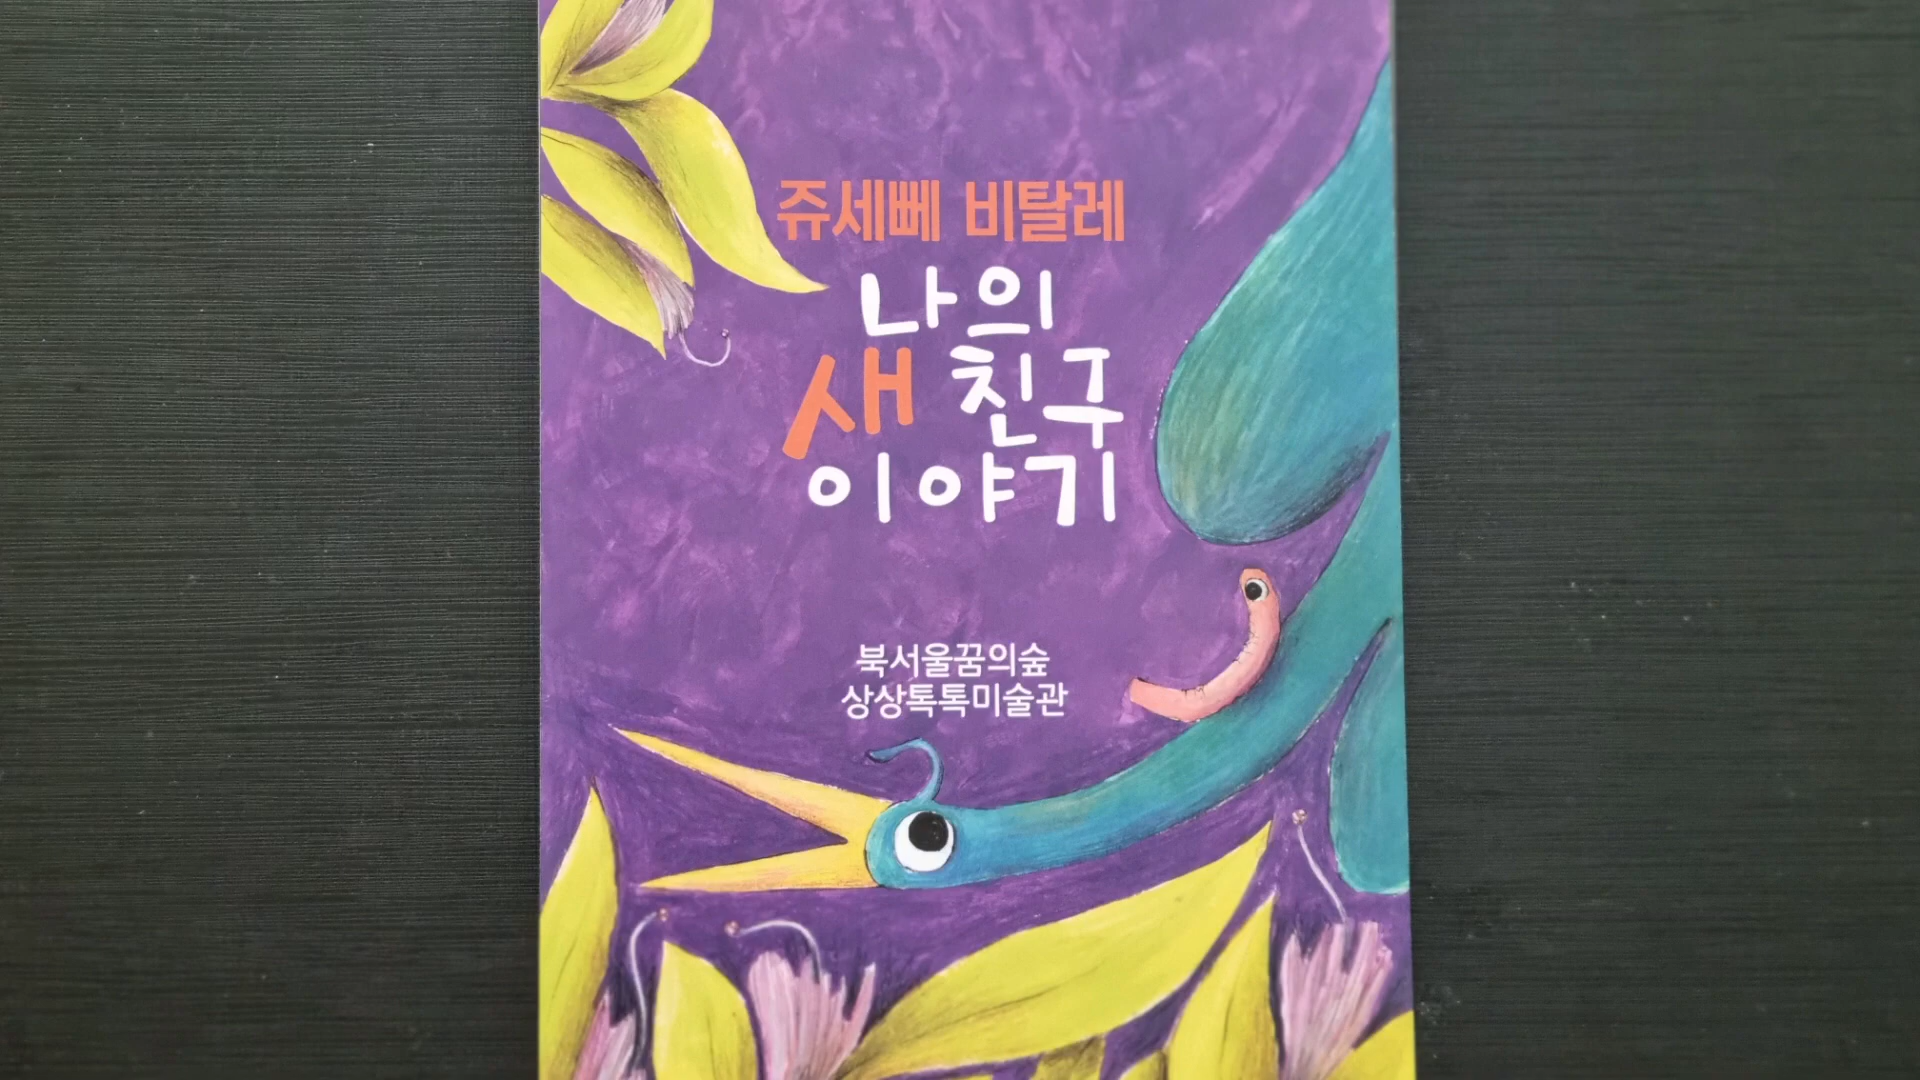 쥬세뻬 비탈레
나의
새 친구
이야기
북서울꿈의숲
상상톡톡미술관